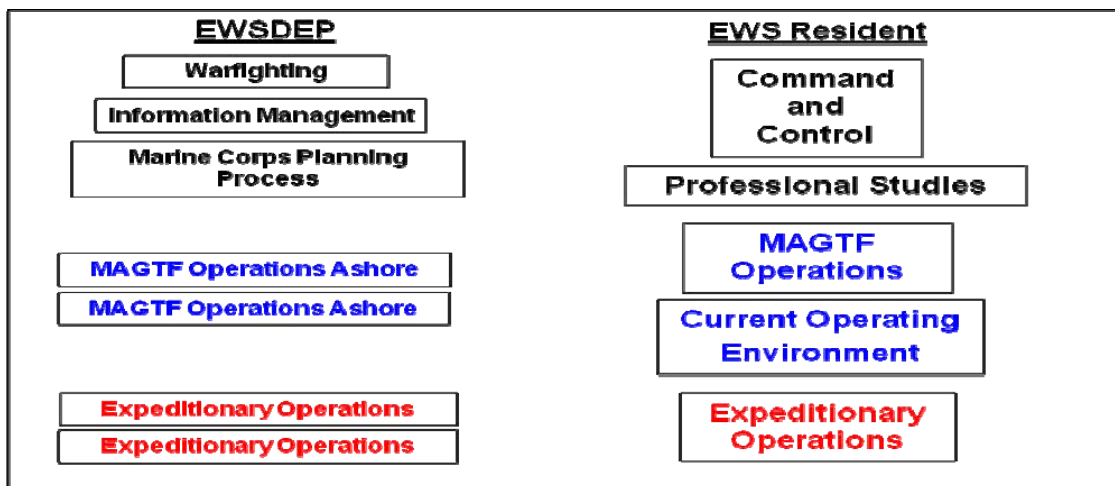 EWSDEP
Warfighting
Information Management
Marine Corps Planning
Process
MAGTF Operations Ashore
MAGTF Operations Ashore
Expeditionary Operations
Expeditionary Operations
EWS Resident
Command
and
Control
Professional Studies
MAGTF
Operations
Current Operating
Environment
Expeditionary
Operations